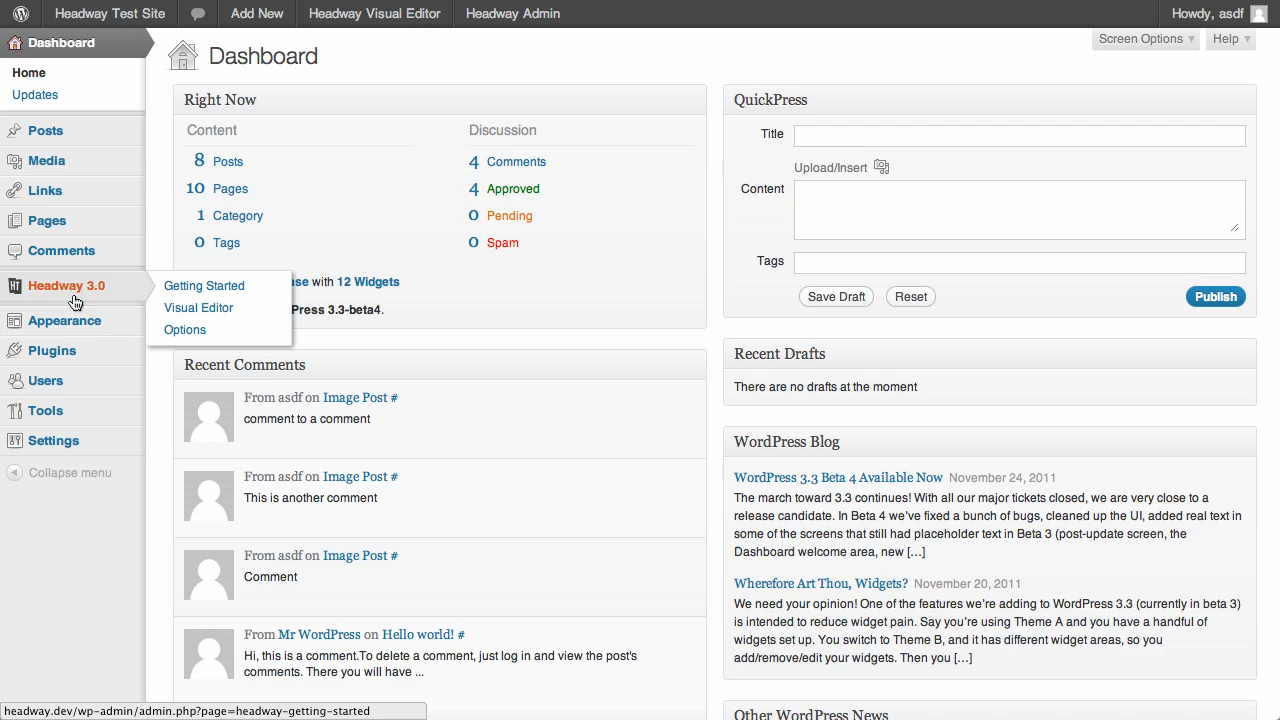 Headway Test Site
Add New
Headway Visual Editor
Headway Admin
Howdy, asdf
Dashboard
Home
Updates
Posts
Media
Links
Pages
Comments
Headway 3.0
Appearance
Plugins
Users
Tools
Settings
Collapse menu
Getting Started
Visual Editor
Options
Screen Options
Help
Dashboard
Right Now
Content
8 Posts
10 Pages
1 Category
0 Tags
Discussion
4 Comments
4 Approved
0 Pending
0 Spam
se with 12 Widgets
Press 3.3-beta4.
Recent Comments
From asdf on Image Post #
comment to a comment
From asdf on Image Post #
This is another comment
From asdf on Image Post #
Comment
From Mr WordPress on Hello world! #
Hi, this is a comment.To delete a comment, just log in and view the post's
comments. There you will have ...
QuickPress
Title
Upload/Insert
Content
Tags
Save Draft
Reset
Publish
Recent Drafts
There are no drafts at the moment
WordPress Blog
WordPress 3.3 Beta 4 Available Now November 24, 2011
The march toward 3.3 continues! With all our major tickets closed, we are very close to a
release candidate. In Beta 4 we've fixed a bunch of bugs, cleaned up the UI, added real text in
some of the screens that still had placeholder text in Beta 3 (post-update screen, the
Dashboard welcome area, new [...]
Wherefore Art Thou, Widgets? November 20, 2011
We need your opinion! One of the features we're adding to WordPress 3.3 (currently in beta 3)
is intended to reduce widget pain. Say you're using Theme A and you have a handful of
widgets set up. You switch to Theme B, and it has different widget areas, so you
add/remove/edit your widgets. Then you [...]
Other WordPress News
headway.dev/wp-admin/admin.php?page=headway-getting-started